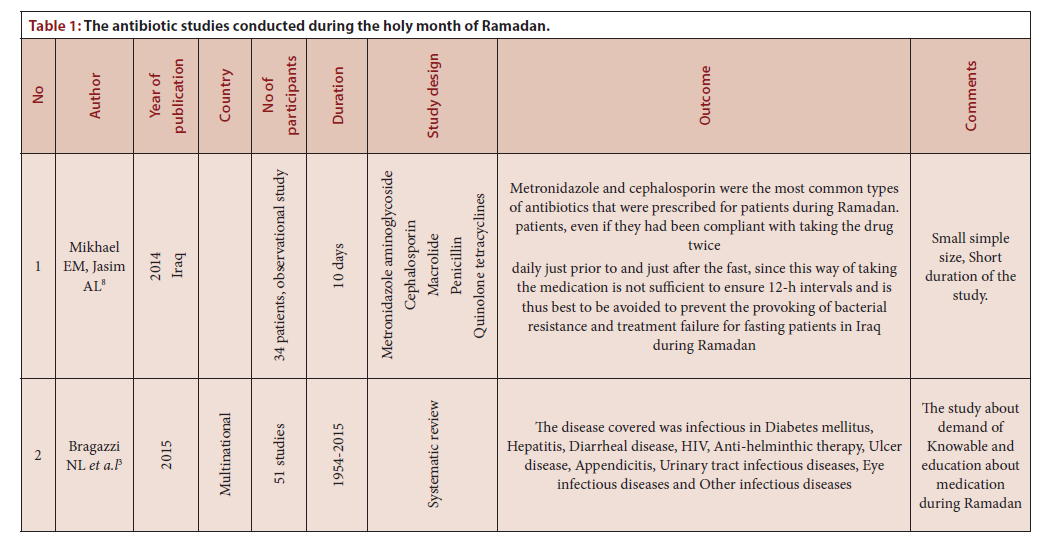 Table 1: The antibiotic studies conducted during the holy month of Ramadan.
No
Author
Year of
publication
Country
No of
participants
Duration
Study design
Outcome
Comments
1
Mikhael
EM, Jasim
AL8
2014
Iraq
34 patients, observational study
10 days
Metronidazole aminoglycoside
Cephalosporin
Macrolide
Penicillin
Quinolone tetracyclines
Metronidazole and cephalosporin were the most common types
of antibiotics that were prescribed for patients during Ramadan.
patients, even if they had been compliant with taking the drug
twice
daily just prior to and just after the fast, since this way of taking
the medication is not sufficient to ensure 12-h intervals and is
thus best to be avoided to prevent the provoking of bacterial
resistance and treatment failure for fasting patients in Iraq
during Ramadan
Small simple
size, Short
duration of the
study.
2
Bragazzi
NL et a.l3
2015
Multinational
51 studies
1954-2015
Systematic review
The disease covered was infectious in Diabetes mellitus,
Hepatitis, Diarrheal disease, HIV, Anti-helminthic therapy, Ulcer
disease, Appendicitis, Urinary tract infectious diseases, Eye
infectious diseases and Other infectious diseases
The study about
demand of
Knowable and
education about
medication
during Ramadan